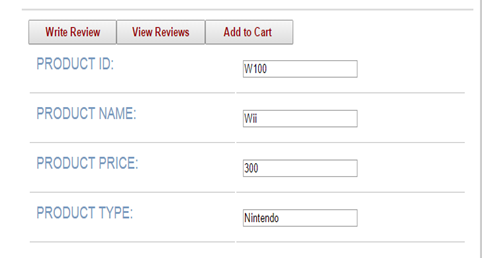 Write Review View Reviews Add to Cart
PRODUCT ID: W100
PRODUCT NAME: Wii
PRODUCT PRICE: 300
PRODUCT TYPE: Nintendo